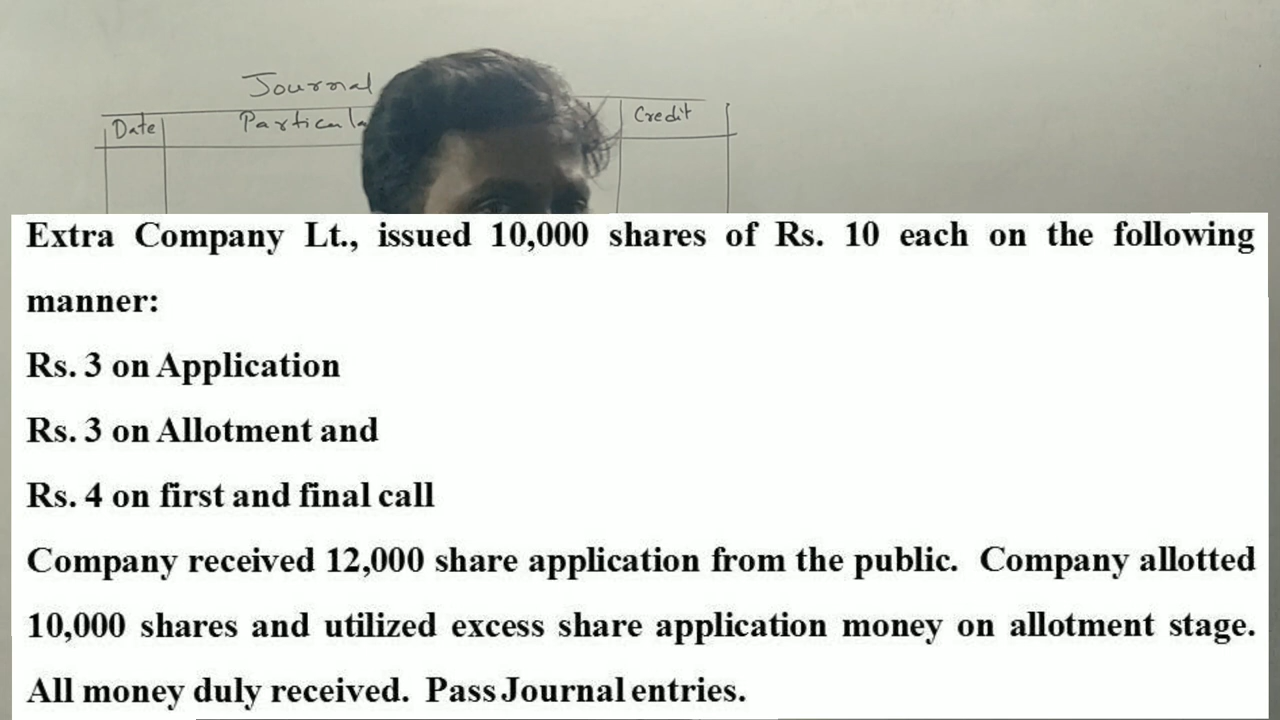 Journal
Date Particula Credit
Extra Company Lt., issued 10,000 shares of Rs. 10 each on the following
manner:
Rs. 3 on Application
Rs. 3 on Allotment and
Rs. 4 on first and final call
Company received 12,000 share application from the public. Company allotted
10,000 shares and utilized excess share application money on allotment stage.
All money duly received. Pass Journal entries.